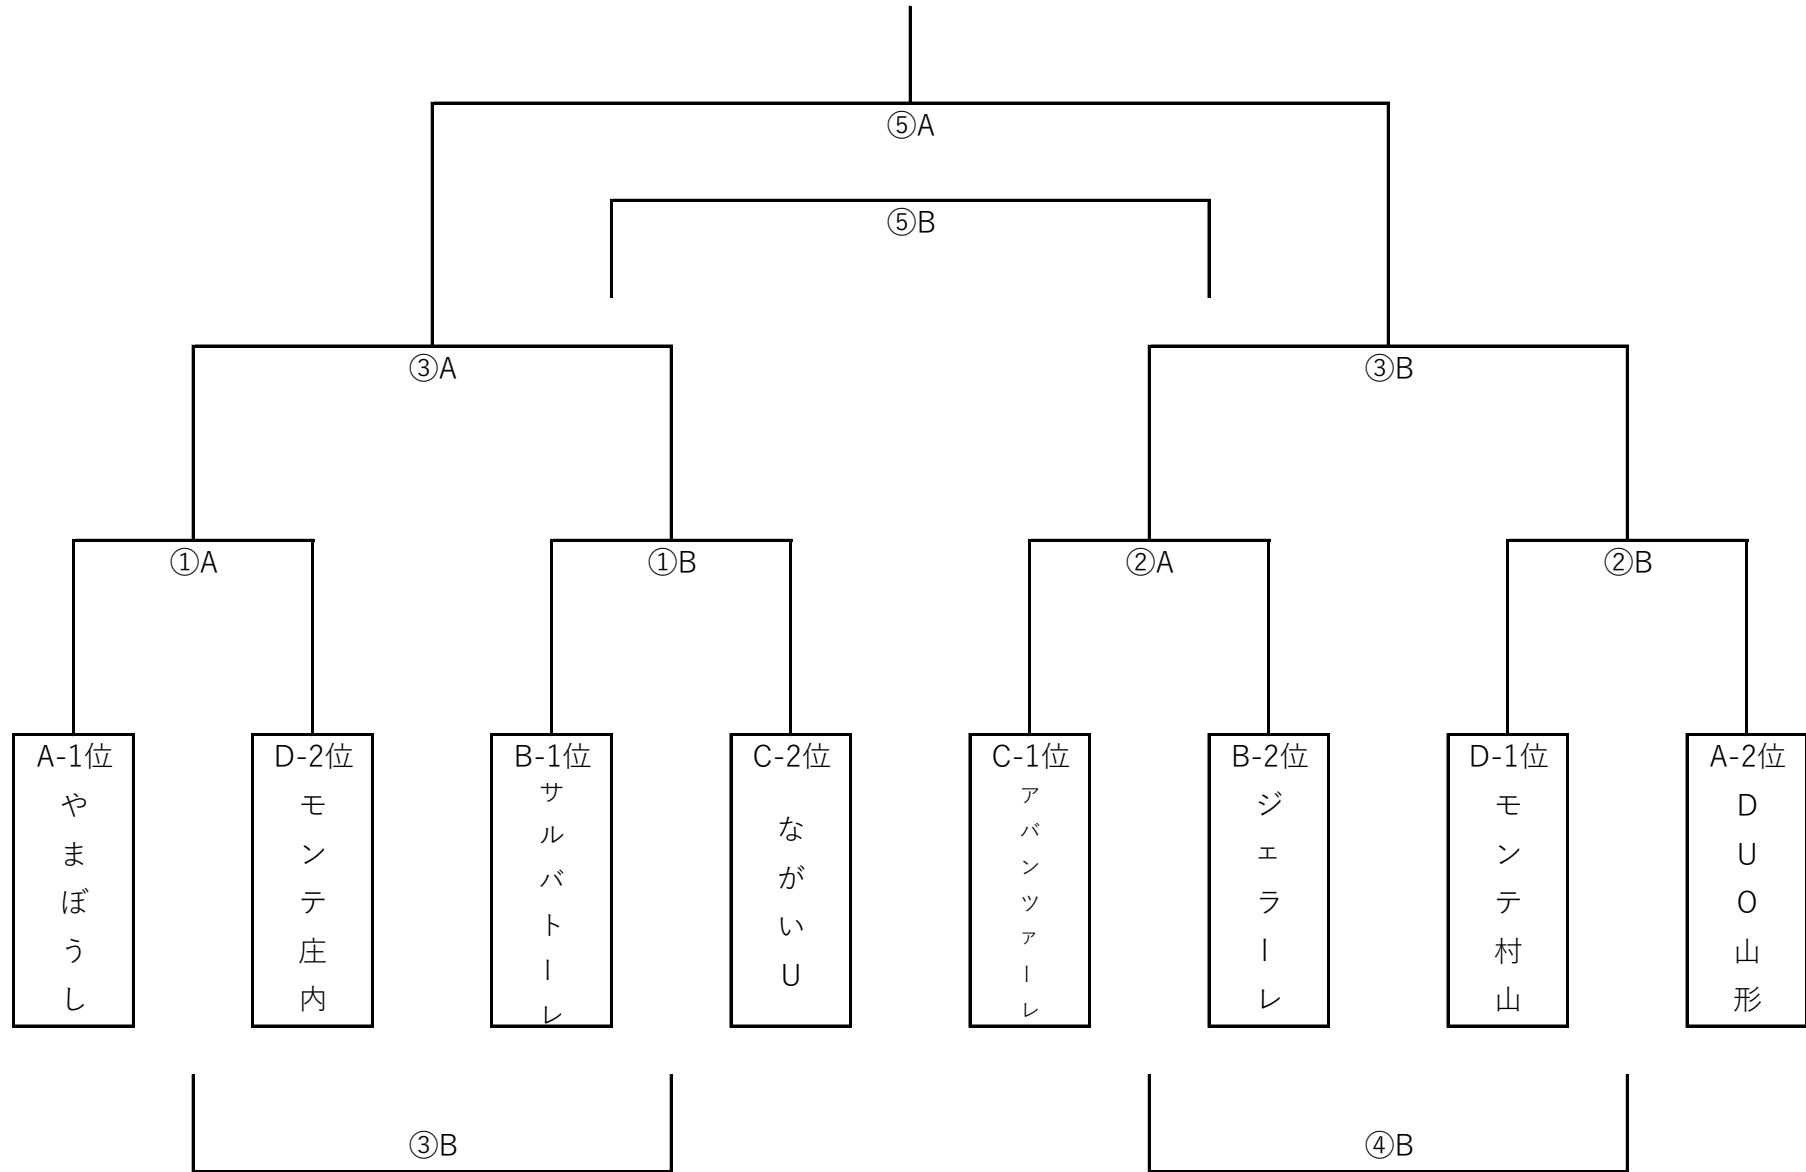 ⑤A
⑤B
③A
③B
①A
①B
②A
②B
A-1位
やまぼうし
D-2位
モンテ庄内
B-1位
サルバトーレ
C-2位
ながいU
C-1位
アバンツァーレ
B-2位
ジェラーレ
D-1位
モンテ村山
A-2位
DUO山形
③B
④B